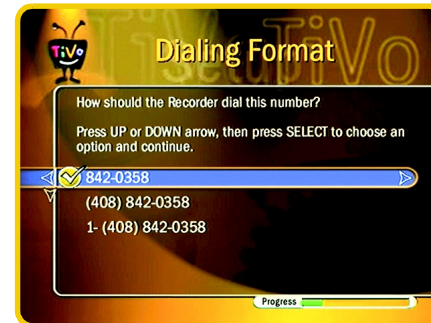 TiVo
Dialing Format
How should the Recorder dial this number?
Press UP or DOWN arrow, then press SELECT to choose an
option and continue.
842-0358
(408) 842-0358
1- (408) 842-0358
Progress